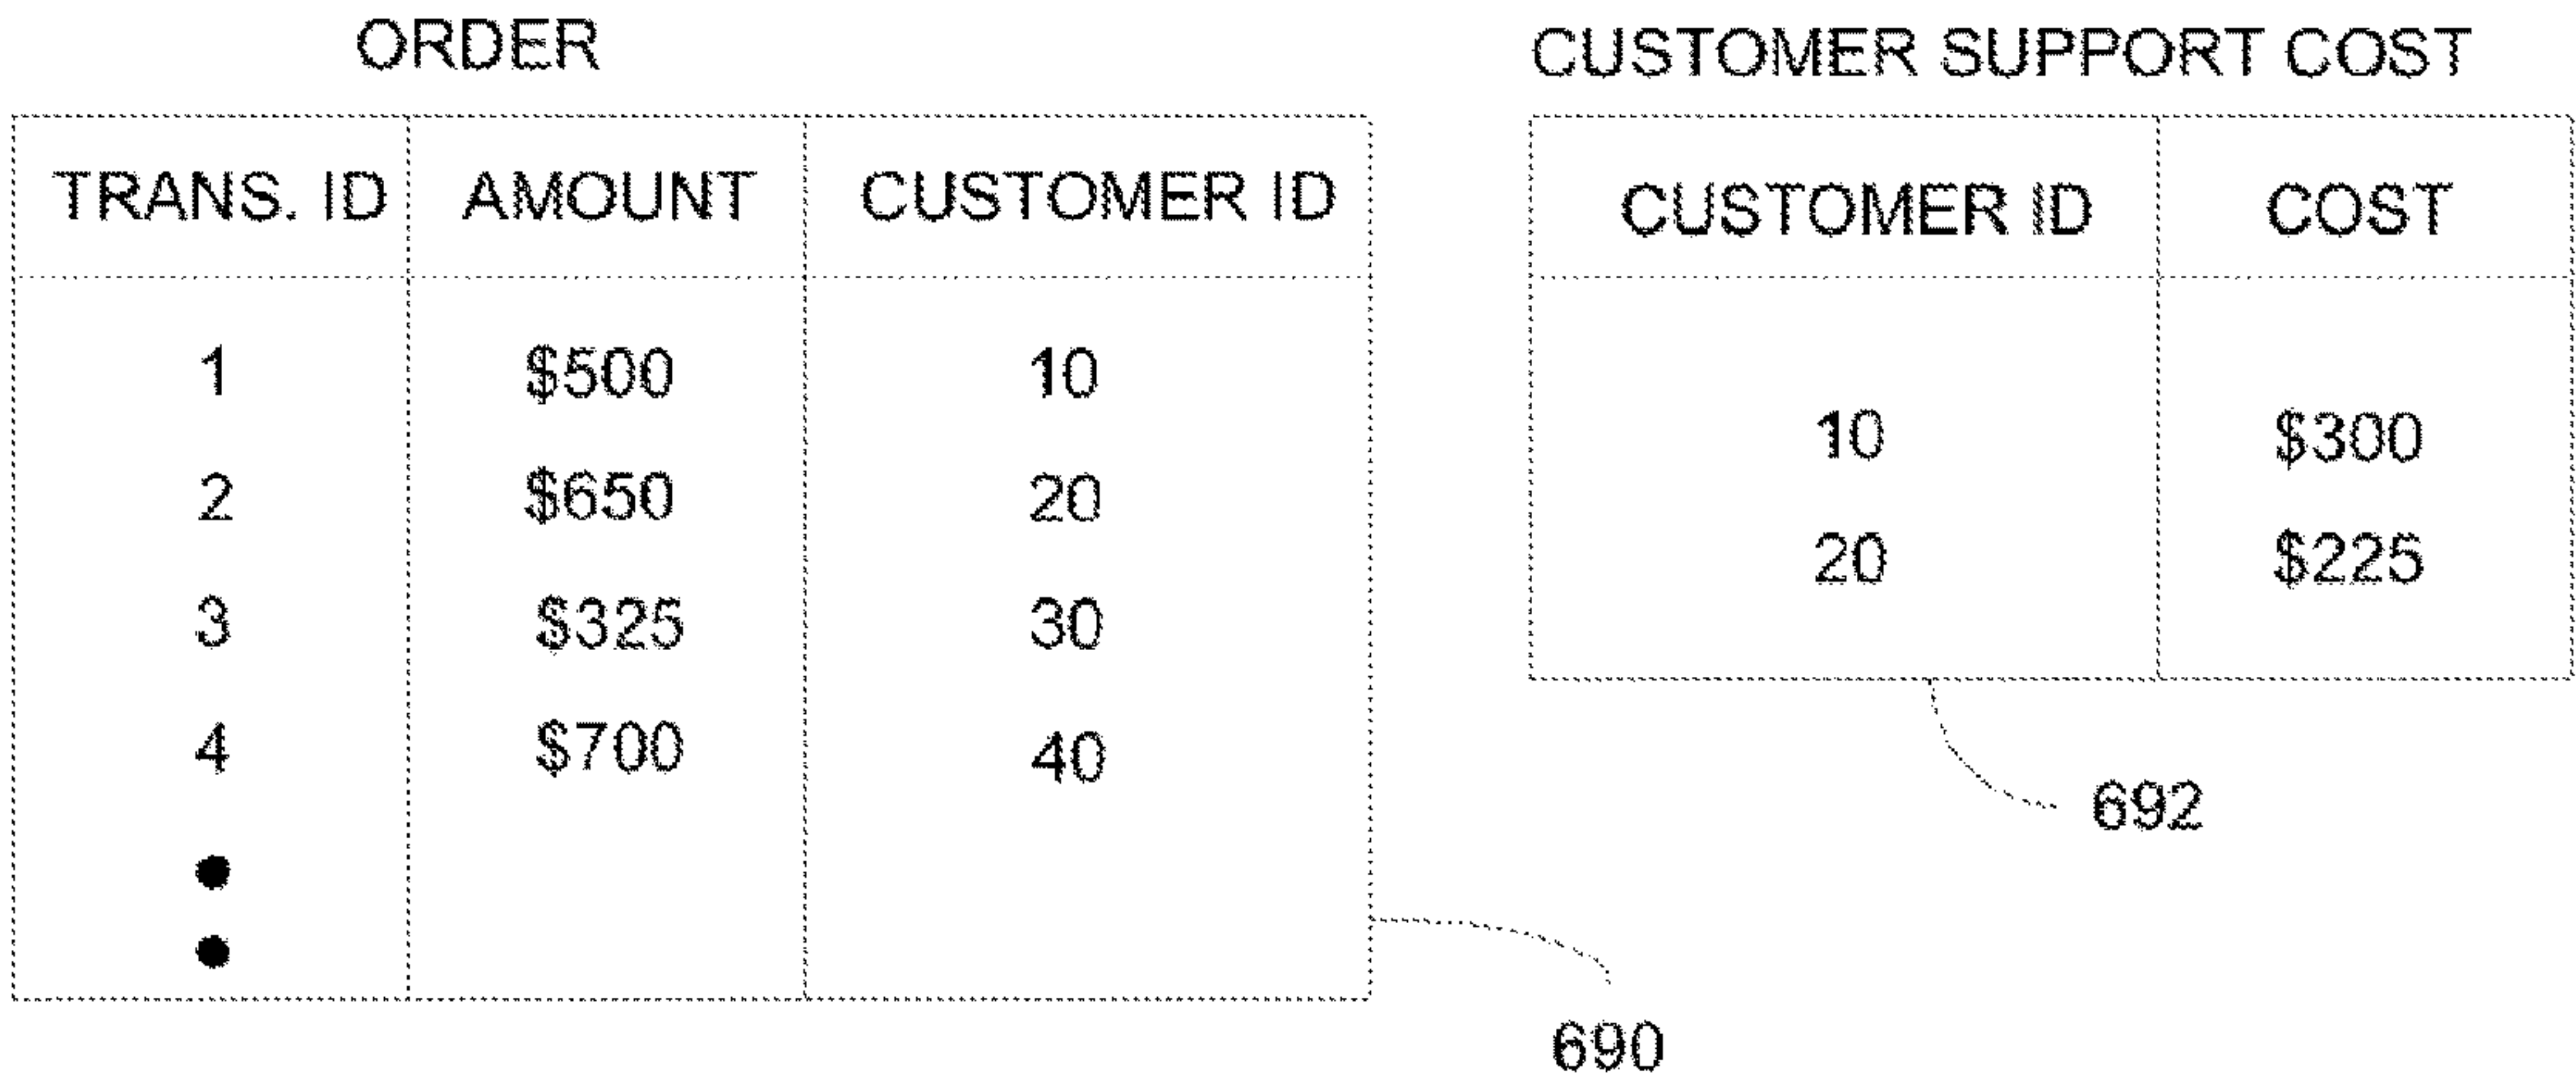 ORDER
TRANS. ID AMOUNT CUSTOMER ID
1 $500 10
2 $650 20
3 $325 30
4 $700 40
690
CUSTOMER SUPPORT COST
CUSTOMER ID COST
10 $300
20 $225
692